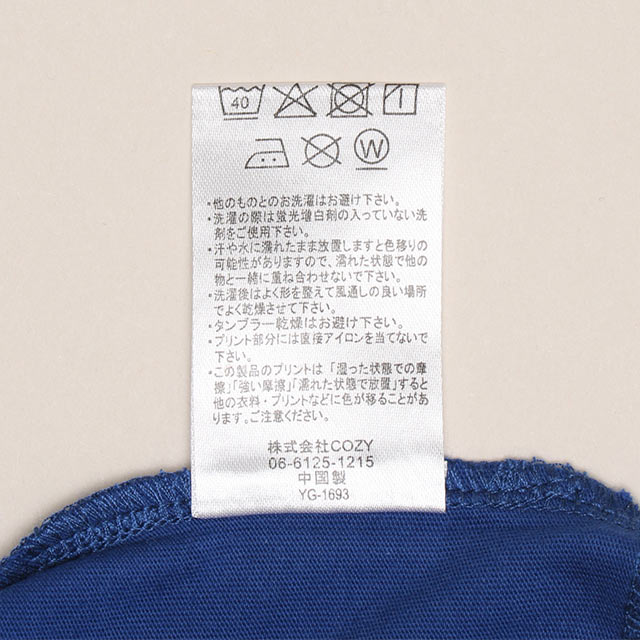 40
W
・他のものとのお洗濯はお避け下さい。
・洗濯の際は蛍光増白剤の入っていない洗
剤をご使用下さい。
・汗や水に濡れたまま放置しますと色移りの
可能性がありますので、濡れた状態で他の
物と一緒に重ね合わせないで下さい。
・洗濯後はよく形を整えて風通しの良い場所
でよく乾燥させて下さい。
・タンブラー乾燥はお避け下さい。
・プリント部分には直接アイロンを当てないで
下さい。
・この製品のプリントは「湿った状態での摩
擦」「強い摩擦」「濡れた状態で放置」すると
他の衣料・プリントなどに色が移ることがあ
ります。ご注意ください。
株式会社COZY
06-6125-1215
中国製
YG-1693